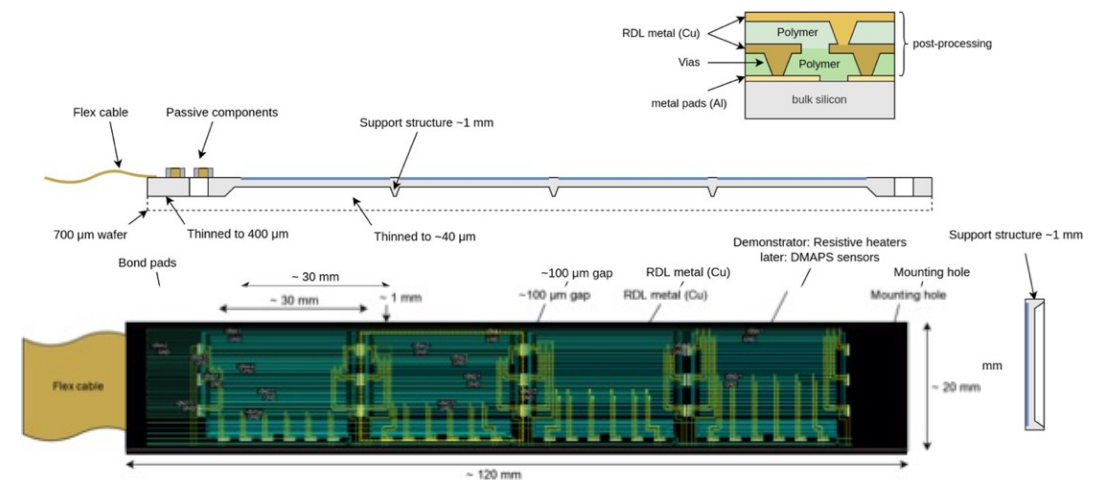 RDL metal (Cu)
Polymer
post-processing
Vias
Polymer
metal pads (Al)
bulk silicon
Flex cable
Passive components
Support structure ~1 mm
700 µm wafer
Thinned to 400 µm
Thinned to ~40 µm
Demonstrator: Resistive heaters
later: DMAPS sensors
Support structure ~1 mm
Bond pads
~ 30 mm
~100 µm gap
RDL metal (Cu)
Mounting hole
~ 30 mm
~ 1 mm
~100 µm gap
RDL metal (Cu)
Mounting hole
Flex cable
mm
~ 20 mm
~ 120 mm